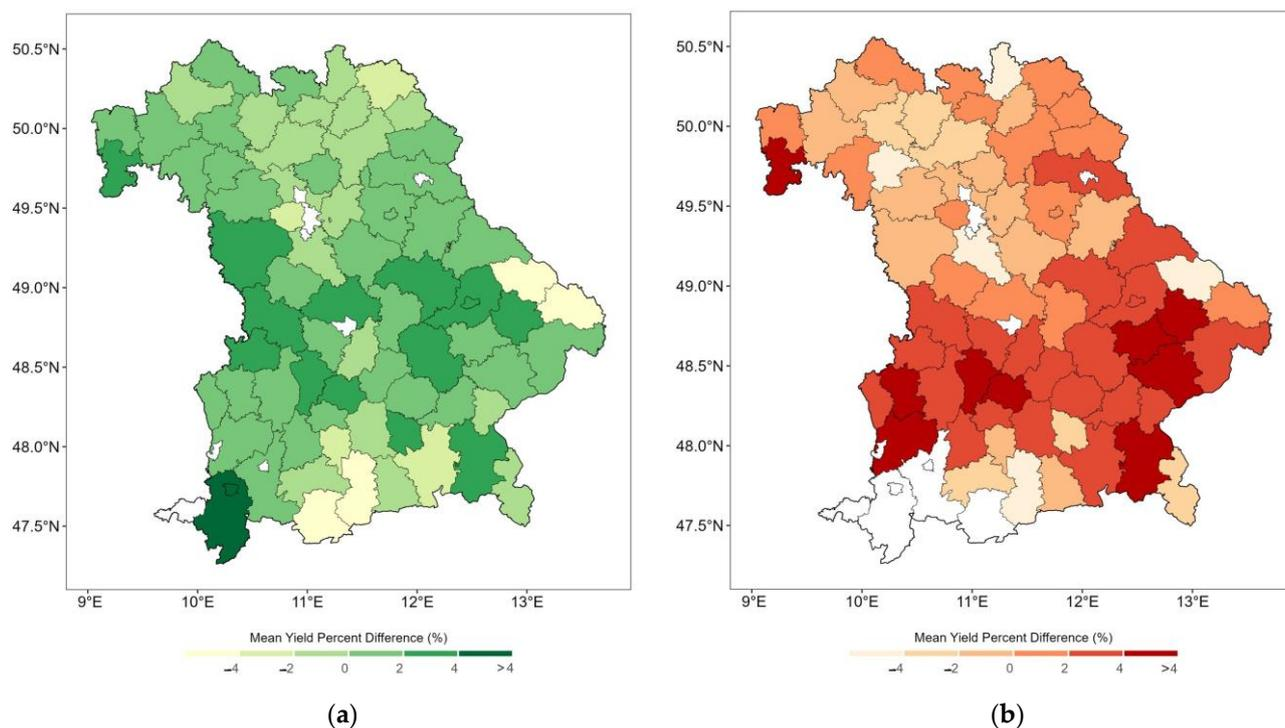 50.5°N
50.0°N
49.5°N
49.0°N
48.5°N
48.0°N
47.5°N
9°E 10°E 11°E 12°E 13°E
Mean Yield Percent Difference (%)
−4 −2 0 2 4 >4
(a)
50.5°N
50.0°N
49.5°N
49.0°N
48.5°N
48.0°N
47.5°N
9°E 10°E 11°E 12°E 13°E
Mean Yield Percent Difference (%)
−4 −2 0 2 4 >4
(b)